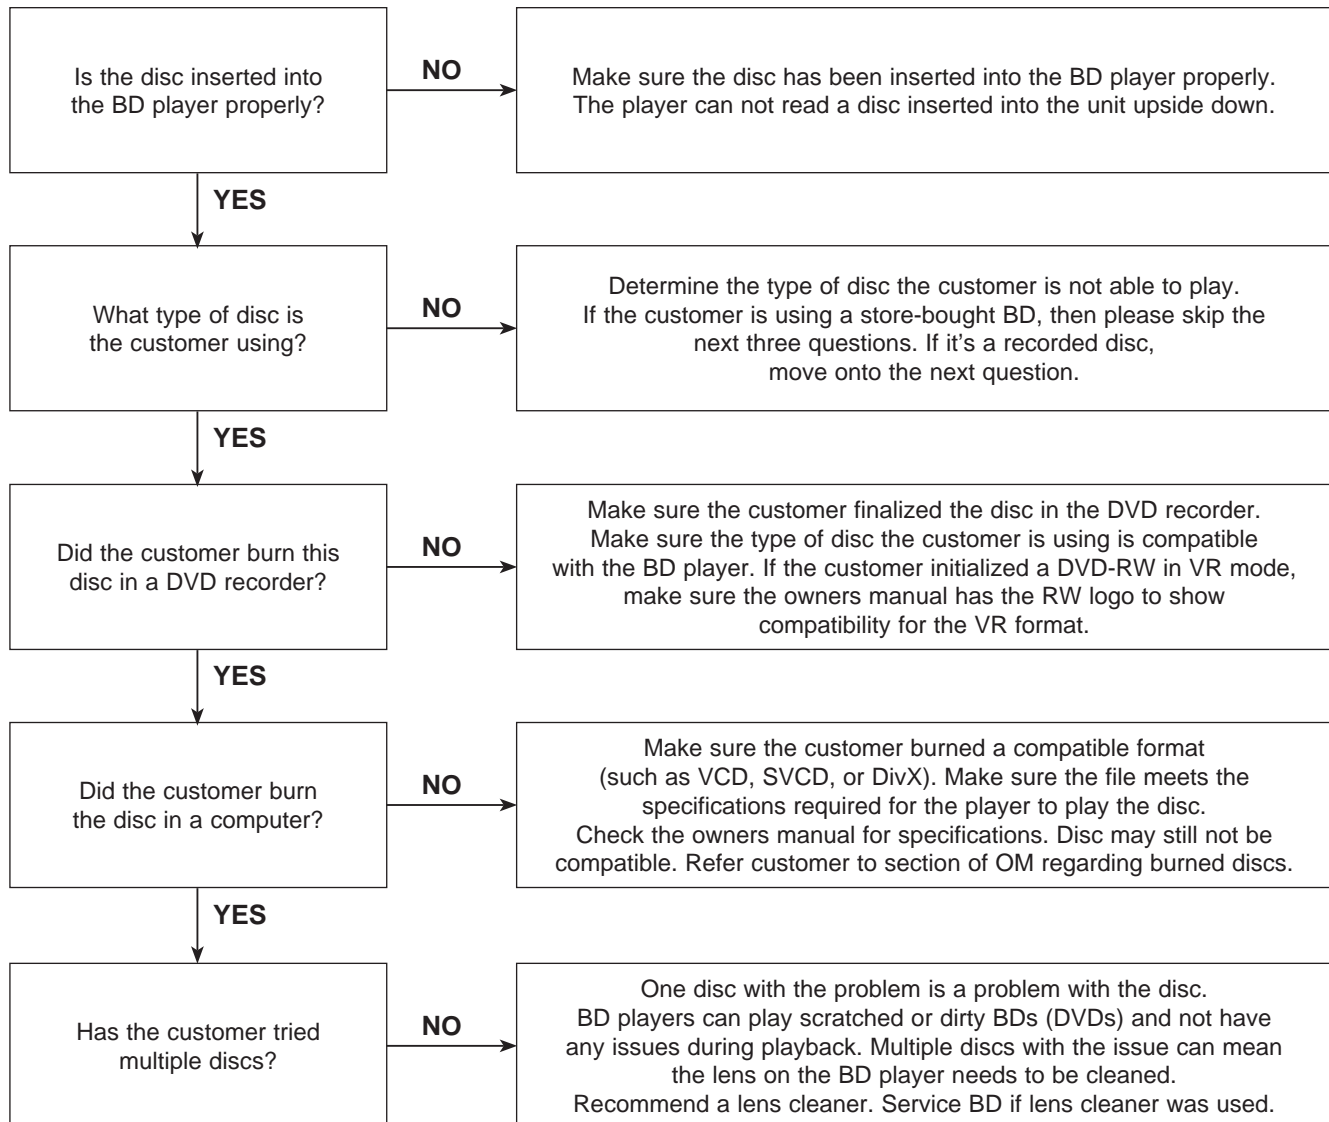 Is the disc inserted into
the BD player properly?
NO
Make sure the disc has been inserted into the BD player properly.
The player can not read a disc inserted into the unit upside down.
YES
What type of disc is
the customer using?
NO
Determine the type of disc the customer is not able to play.
If the customer is using a store-bought BD, then please skip the
next three questions. If it's a recorded disc,
move onto the next question.
YES
Did the customer burn this
disc in a DVD recorder?
NO
Make sure the customer finalized the disc in the DVD recorder.
Make sure the type of disc the customer is using is compatible
with the BD player. If the customer initialized a DVD-RW in VR mode,
make sure the owners manual has the RW logo to show
compatibility for the VR format.
YES
Did the customer burn
the disc in a computer?
NO
Make sure the customer burned a compatible format
(such as VCD, SVCD, or DivX). Make sure the file meets the
specifications required for the player to play the disc.
Check the owners manual for specifications. Disc may still not be
compatible. Refer customer to section of OM regarding burned discs.
YES
Has the customer tried
multiple discs?
NO
One disc with the problem is a problem with the disc.
BD players can play scratched or dirty BDs (DVDs) and not have
any issues during playback. Multiple discs with the issue can mean
the lens on the BD player needs to be cleaned.
Recommend a lens cleaner. Service BD if lens cleaner was used.